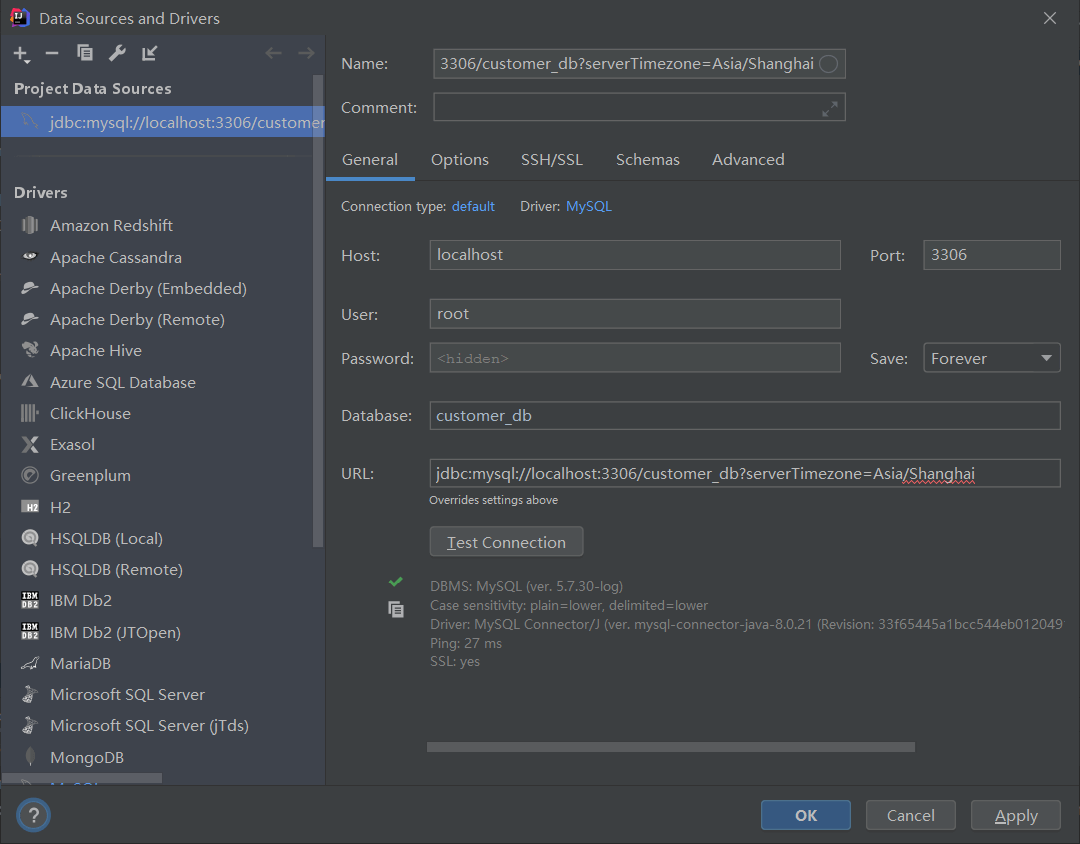 Data Sources and Drivers
Project Data Sources
jdbc:mysql://localhost:3306/customer
Drivers
Amazon Redshift
Apache Cassandra
Apache Derby (Embedded)
Apache Derby (Remote)
Apache Hive
Azure SQL Database
ClickHouse
Exasol
Greenplum
H2
HSQLDB (Local)
HSQLDB (Remote)
IBM Db2
IBM Db2 (JTOpen)
MariaDB
Microsoft SQL Server
Microsoft SQL Server (jTds)
MongoDB
Name: 3306/customer_db?serverTimezone=Asia/Shanghai
Comment:
General Options SSH/SSL Schemas Advanced
Connection type: default Driver: MySQL
Host: localhost Port: 3306
User: root
Password: <hidden> Save: Forever
Database: customer_db
URL: jdbc:mysql://localhost:3306/customer_db?serverTimezone=Asia/Shanghai
Overrides settings above
Test Connection
DBMS: MySQL (ver. 5.7.30-log)
Case sensitivity: plain=lower, delimited=lower
Driver: MySQL Connector/J (ver. mysql-connector-java-8.0.21 (Revision: 33f65445a1bcc544eb012049
Ping: 27 ms
SSL: yes
? OK Cancel Apply